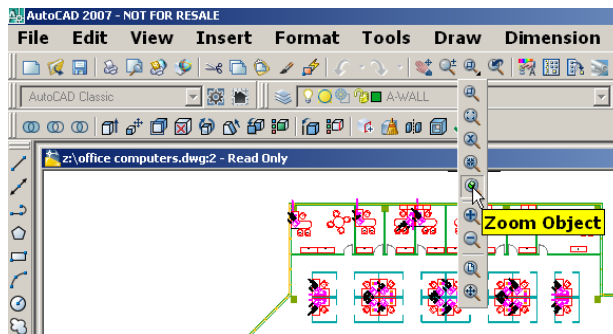 AutoCAD 2007 - NOT FOR RESALE
File Edit View Insert Format Tools Draw Dimension
AutoCAD Classic A-WALL
z:\office computers.dwg:2 - Read Only
Zoom Object